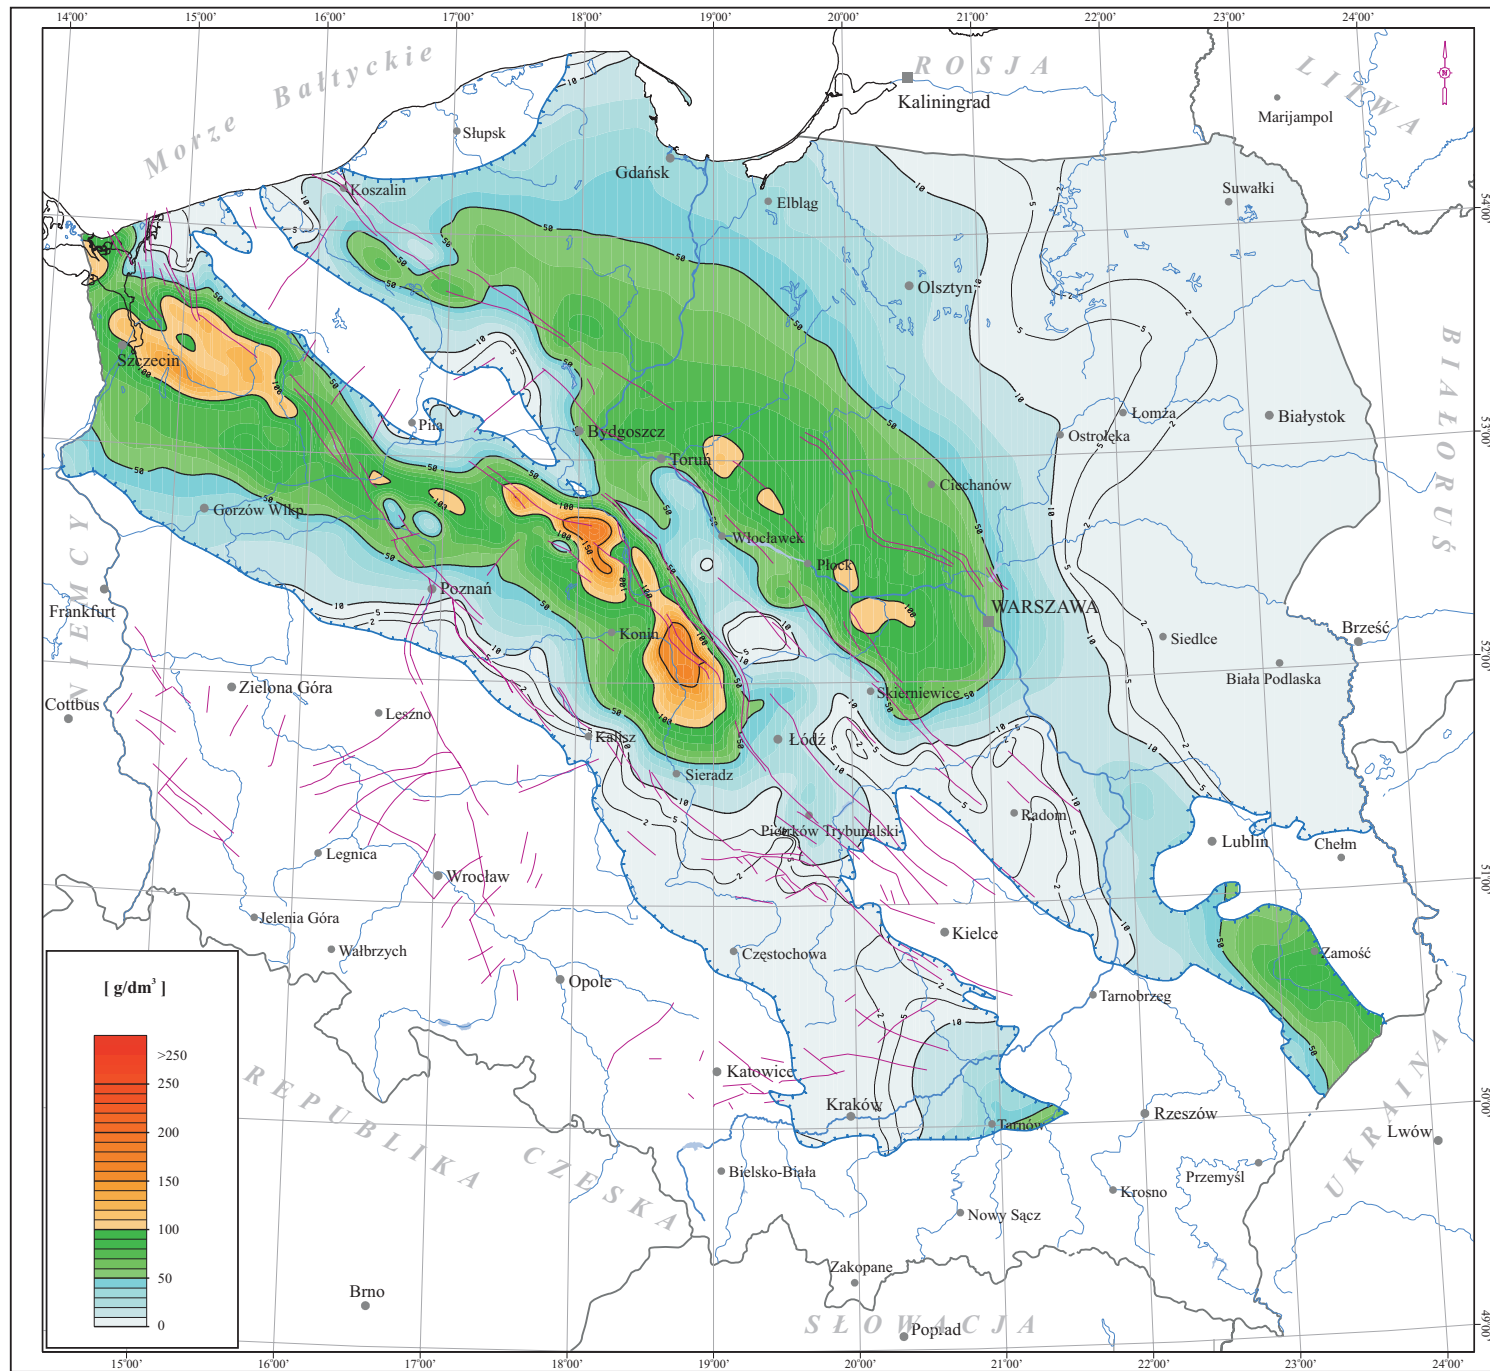 14°00' 15°00' 16°00' 17°00' 18°00' 19°00' 20°00' 21°00' 22°00' 23°00' 24°00'
Morze Bałtyckie
ROSJA
LITWA
N
Kaliningrad
Marijampol
Słupsk
Gdańsk
Koszalin
Suwałki
Elbląg
54°00'
Olsztyn
BIAŁORUŚ
Szczecin
Piła
Łomża
Białystok
Bydgoszcz
Ostrołęka
53°00'
Toruń
Ciechanów
Gorzów Wlkp.
NIEMCY
Włocławek
Płock
Poznań
Frankfurt
WARSZAWA
Konin
Siedlce
Brześć
52°00'
Biała Podlaska
Zielona Góra
Skierniewice
Cottbus
Leszno
Kalisz
Łódź
Sieradz
Radom
Piotrków Trybunalski
Lublin
Chełm
Legnica
Wrocław
51°00'
Jelenia Góra
Kielce
Wałbrzych
Częstochowa
Zamość
Opole
Tarnobrzeg
[ g/dm³ ]
>250
250
200
150
100
50
0
REPUBLIKA CZESKA
Katowice
Kraków
Tarnów
Rzeszów
50°00'
Lwów
UKRAINA
Bielsko-Biała
Przemyśl
Krosno
Nowy Sącz
Zakopane
Brno
SŁOWACJA
Poprad
49°00'
15°00' 16°00' 17°00' 18°00' 19°00' 20°00' 21°00' 22°00' 23°00' 24°00'